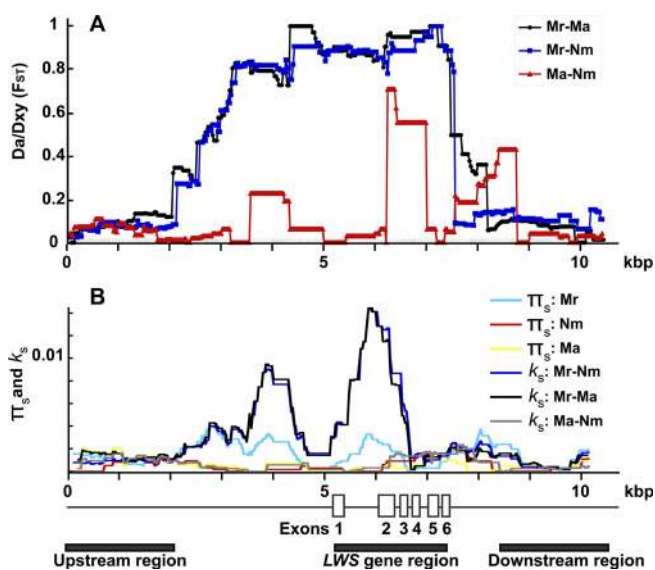 A
Da/Dxy (FST)
1
0.8
0.6
0.4
0.2
0
Mr-Ma
Mr-Nm
Ma-Nm
0 5 10 kbp
B
πs and ks
0.01
πs: Mr
πs: Nm
πs: Ma
ks: Mr-Nm
ks: Mr-Ma
ks: Ma-Nm
0 5 10 kbp
Exons 1 2 3 4 5 6
Upstream region LWS gene region Downstream region